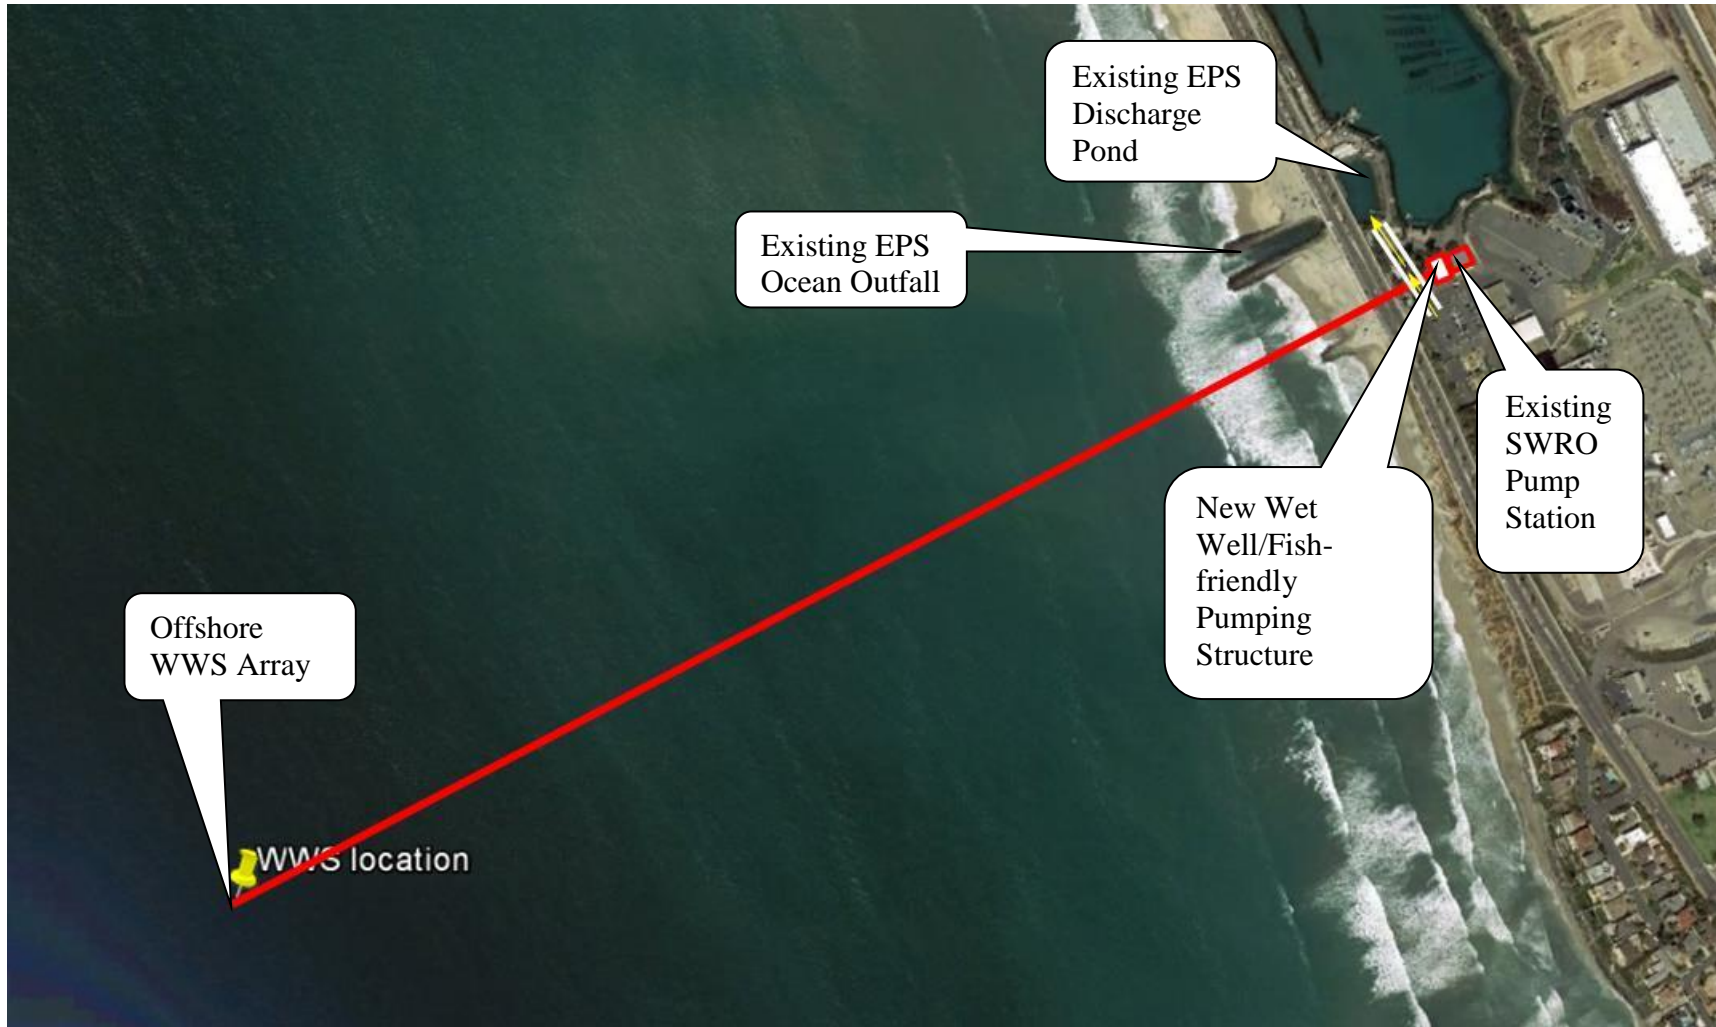 Existing EPS
Discharge
Pond
Existing EPS
Ocean Outfall
Existing
SWRO
Pump
Station
New Wet
Well/Fish-
friendly
Pumping
Structure
Offshore
WWS Array
WWS location